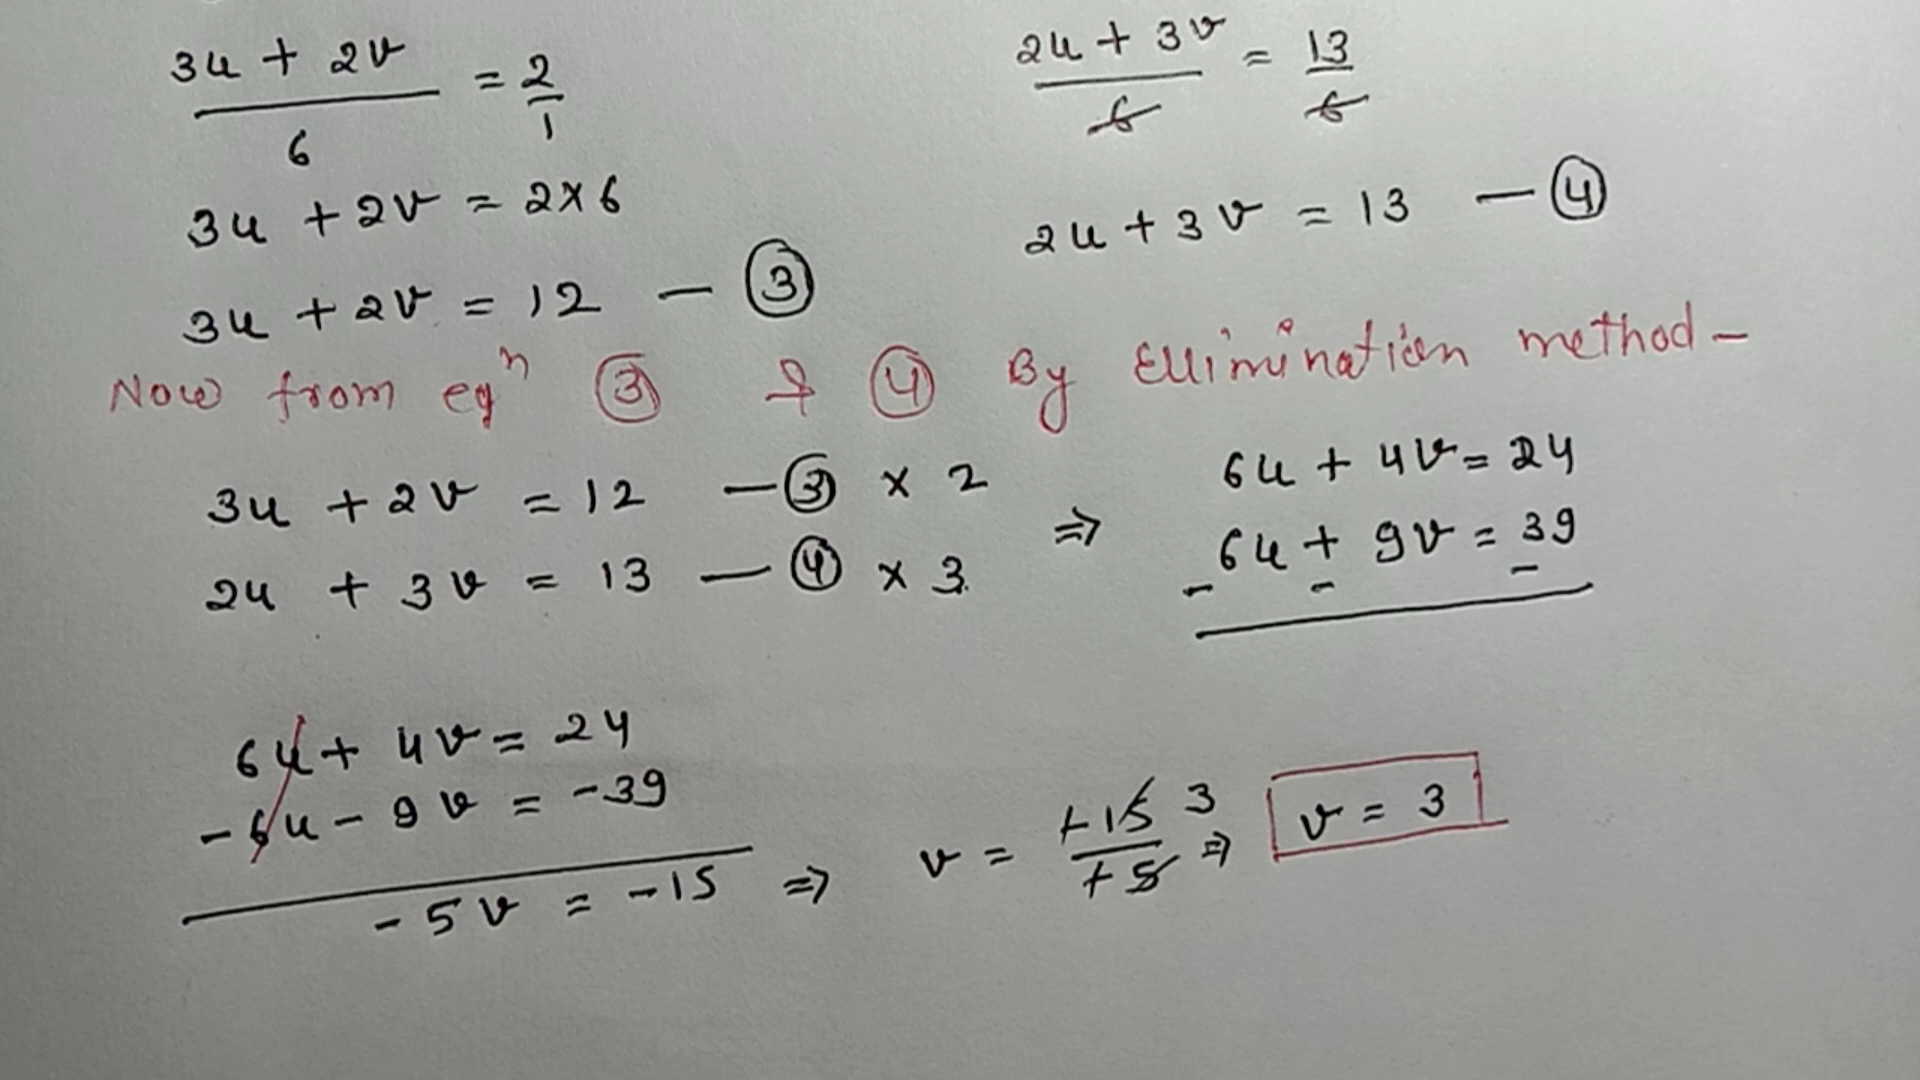 3u + 2v / 6 = 2/1
3u + 2v = 2×6
3u + 2v = 12 — ③
2u + 3v / 6 = 13/6
2u + 3v = 13 — ④
Now from eqⁿ ③ & ④ By Ellimination method -
3u + 2v = 12 — ③ × 2
2u + 3v = 13 — ④ × 3
⇒ 6u + 4v = 24
6u + 9v = 39
- - -
6u + 4v = 24
-6u - 9v = -39
-5v = -15 ⇒ v = +15/+5 3 ⇒ v = 3